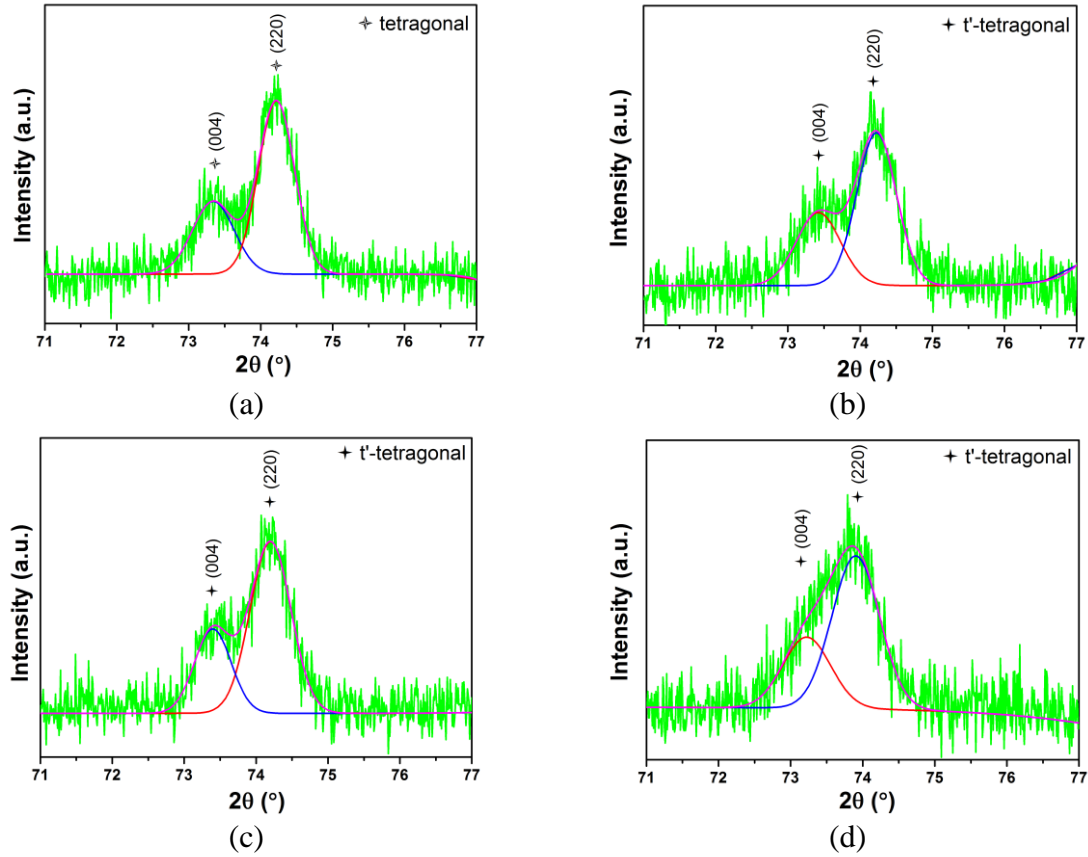 ✧ tetragonal
(220)
(004)
Intensity (a.u.)
71 72 73 74 75 76 77
2θ (°)
(a)
✦ t'-tetragonal
(220)
(004)
Intensity (a.u.)
71 72 73 74 75 76 77
2θ (°)
(b)
✦ t'-tetragonal
(220)
(004)
Intensity (a.u.)
71 72 73 74 75 76 77
2θ (°)
(c)
✦ t'-tetragonal
(220)
(004)
Intensity (a.u.)
71 72 73 74 75 76 77
2θ (°)
(d)